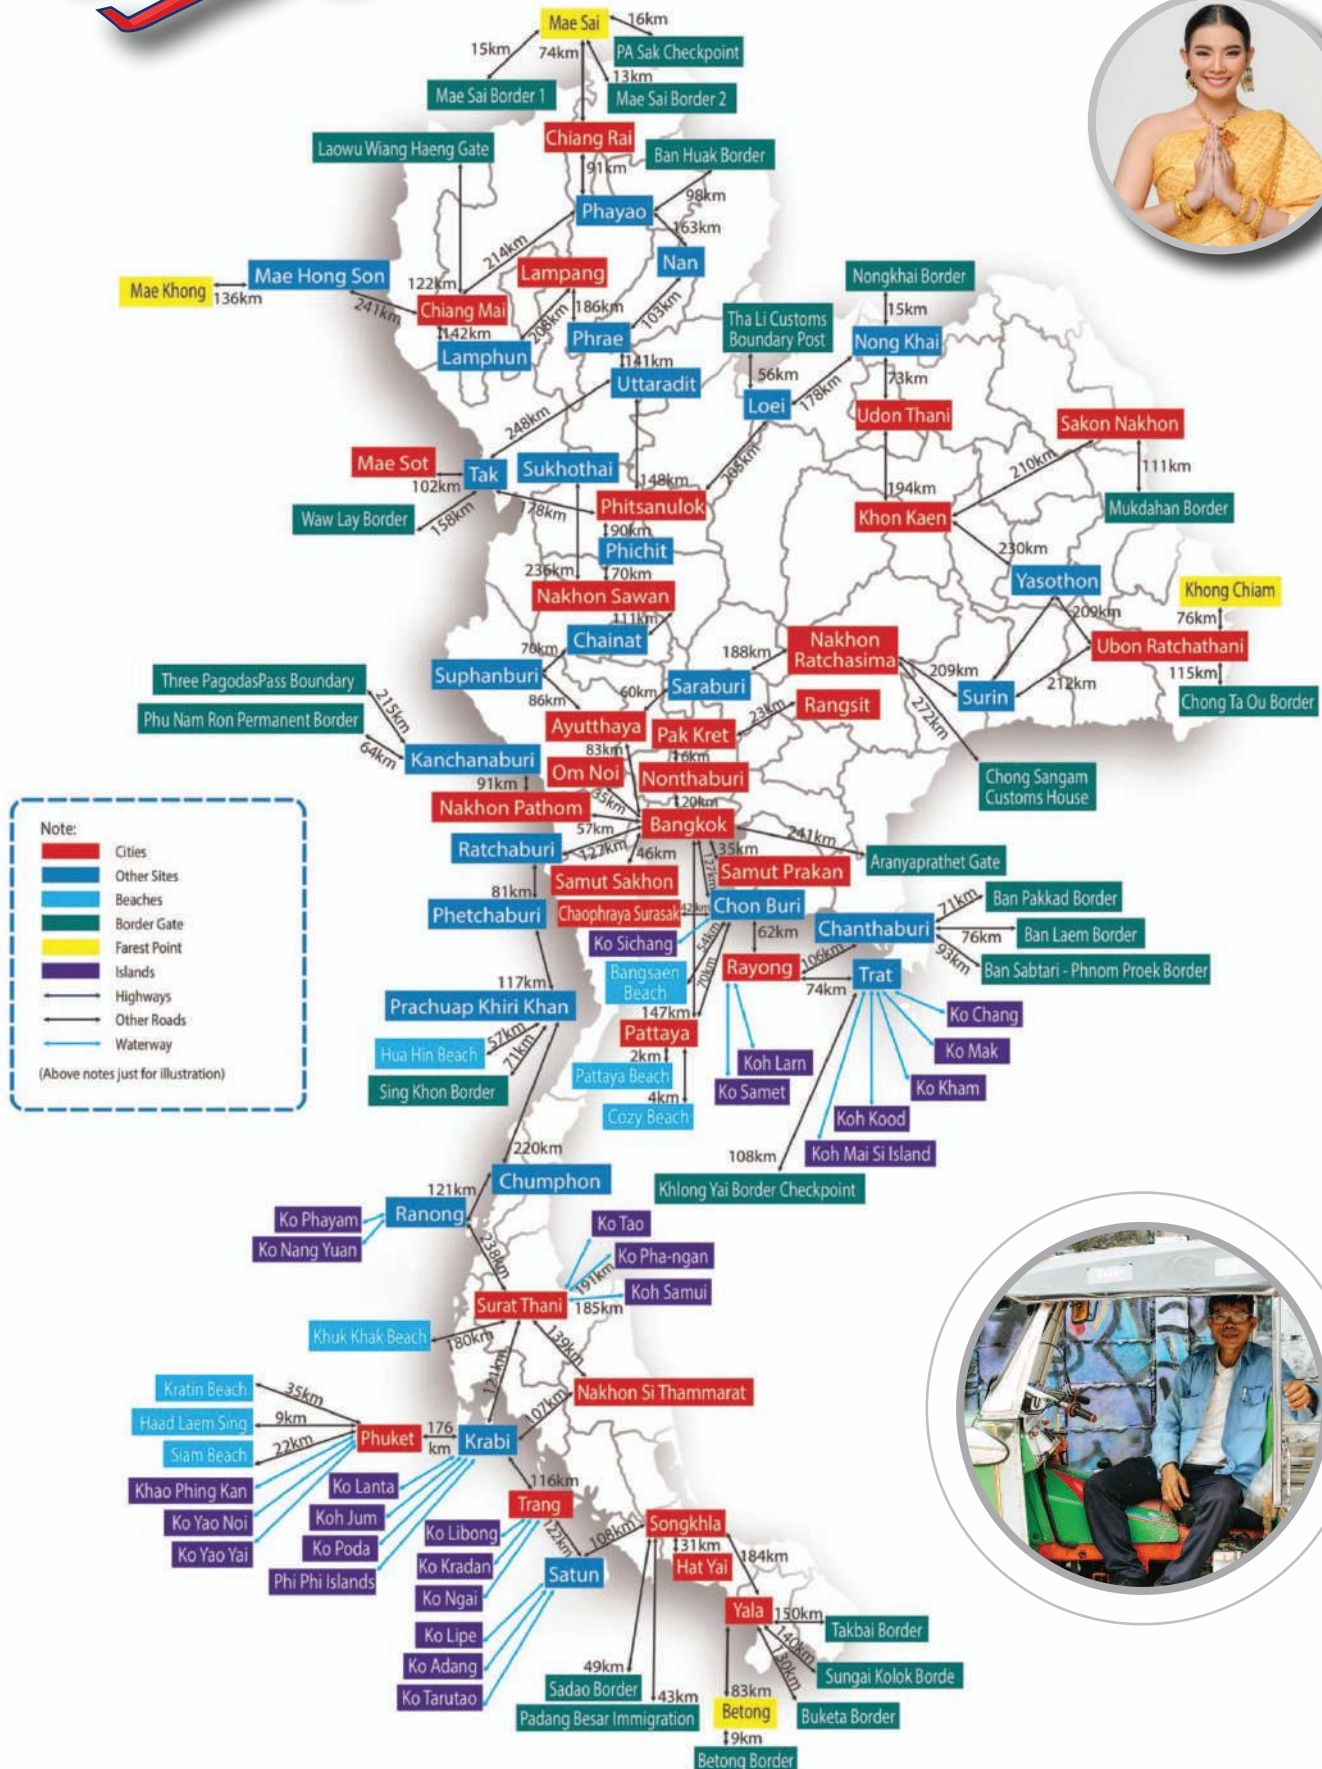 Mae Sai
16km
15km
74km
PA Sak Checkpoint
13km
Mae Sai Border 1
Mae Sai Border 2
Chiang Rai
Laowu Wiang Haeng Gate
Ban Huak Border
91km
98km
Phayao
163km
214km
Nan
Lampang
Mae Hong Son
Nongkhai Border
Mae Khong
136km
122km
241km
Chiang Mai
186km
103km
15km
Tha Li Customs
Boundary Post
142km
208km
Phrae
Nong Khai
Lamphun
141km
56km
73km
Uttaradit
178km
Loei
Udon Thani
248km
Sakon Nakhon
Mae Sot
Sukhothai
205km
210km
111km
102km
Tak
148km
194km
158km
178km
Phitsanulok
Mukdahan Border
Waw Lay Border
90km
Khon Kaen
Phichit
230km
236km
70km
Yasothon
Nakhon Sawan
Khong Chiam
111km
209km
76km
Chainat
Nakhon
Ratchasima
Ubon Ratchathani
70km
188km
209km
Suphanburi
Saraburi
212km
115km
Three PagodasPass Boundary
86km
60km
Surin
Chong Ta Ou Border
215km
Rangsit
23km
272km
Phu Nam Ron Permanent Border
Ayutthaya
Pak Kret
64km
83km
16km
Kanchanaburi
Om Noi
Nonthaburi
Chong Sangam
Customs House
91km
35km
120km
Nakhon Pathom
Bangkok
57km
241km
Ratchaburi
127km
46km
35km
Aranyaprathet Gate
122km
Samut Sakhon
Samut Prakan
81km
71km
Ban Pakkad Border
Phetchaburi
Chaophraya Surasak
42km
Chon Buri
Chanthaburi
76km
Ban Laem Border
Ko Sichang
54km
62km
106km
93km
Bangsaen
Beach
70km
Rayong
Trat
Ban Sabtari - Phnom Proek Border
117km
74km
Prachuap Khiri Khan
147km
Ko Chang
Pattaya
57km
Ko Mak
Hua Hin Beach
71km
2km
Koh Larn
Pattaya Beach
Ko Kham
Sing Khon Border
4km
Ko Samet
Cozy Beach
Koh Kood
Koh Mai Si Island
220km
108km
Chumphon
121km
Khlong Yai Border Checkpoint
Ranong
Ko Phayam
Ko Nang Yuan
Ko Tao
238km
Ko Pha-ngan
191km
Koh Samui
Surat Thani
185km
Khuk Khak Beach
180km
139km
121km
Kratin Beach
35km
Nakhon Si Thammarat
107km
Haad Laem Sing
9km
176
km
Phuket
Krabi
Siam Beach
22km
116km
Khao Phing Kan
Ko Lanta
Trang
Ko Yao Noi
Koh Jum
Ko Libong
122km
108km
Songkhla
Ko Yao Yai
Ko Poda
31km
184km
Phi Phi Islands
Ko Kradan
Hat Yai
Satun
Ko Ngai
Yala
150km
Takbai Border
Ko Lipe
140km
130km
Ko Adang
49km
Sungai Kolok Borde
Ko Tarutao
Sadao Border
43km
83km
Padang Besar Immigration
Betong
Buketa Border
9km
Betong Border
Note:
Cities
Other Sites
Beaches
Border Gate
Farest Point
Islands
Highways
Other Roads
Waterway
(Above notes just for illustration)